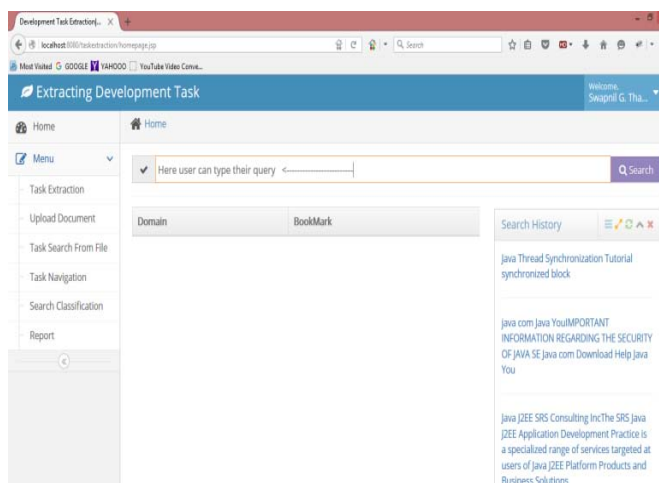 Development Task Extraction|...
localhost:8080/taskextraction/homepage.jsp
Search
Most Visited GOOGLE YAHOO YouTube Video Conve...
Extracting Development Task
Welcome,
Swapnil G. Tha...
Home
Home
Menu
Here user can type their query <------------------------
Search
Task Extraction
Upload Document
Task Search From File
Task Navigation
Search Classification
Report
Domain BookMark
Search History
Java Thread Synchronization Tutorial
synchronized block
java com Java YouIMPORTANT
INFORMATION REGARDING THE SECURITY
OF JAVA SE Java com Download Help Java
You
Java J2EE SRS Consulting IncThe SRS Java
J2EE Application Development Practice is
a specialized range of services targeted at
users of Java J2EE Platform Products and
Business Solutions